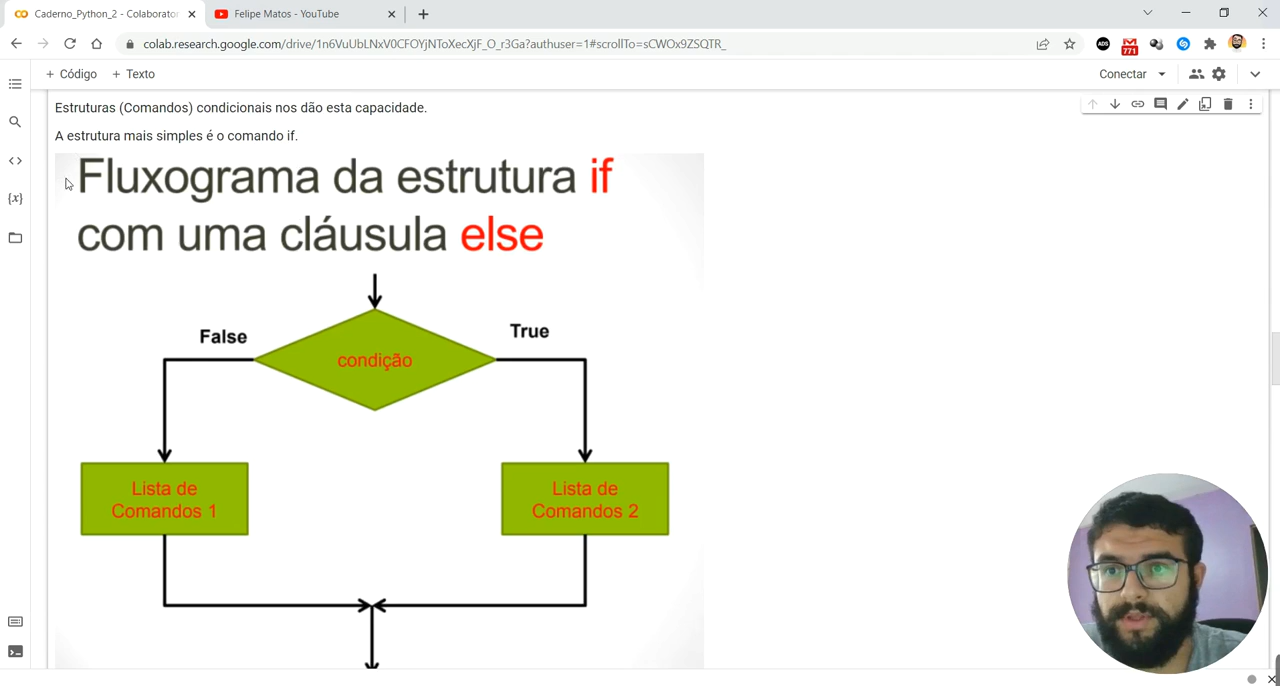 Caderno_Python_2 - Colaborator
Felipe Matos - YouTube
colab.research.google.com/drive/1n6VuUbLNxV0CFOYjNToXecXjF_O_r3Ga?authuser=1#scrollTo=sCWOx9ZSQTR_
ADS
771
+ Código + Texto
Conectar
Estruturas (Comandos) condicionais nos dão esta capacidade.
A estrutura mais simples é o comando if.
Fluxograma da estrutura if
com uma cláusula else
False
True
condição
Lista de
Comandos 1
Lista de
Comandos 2